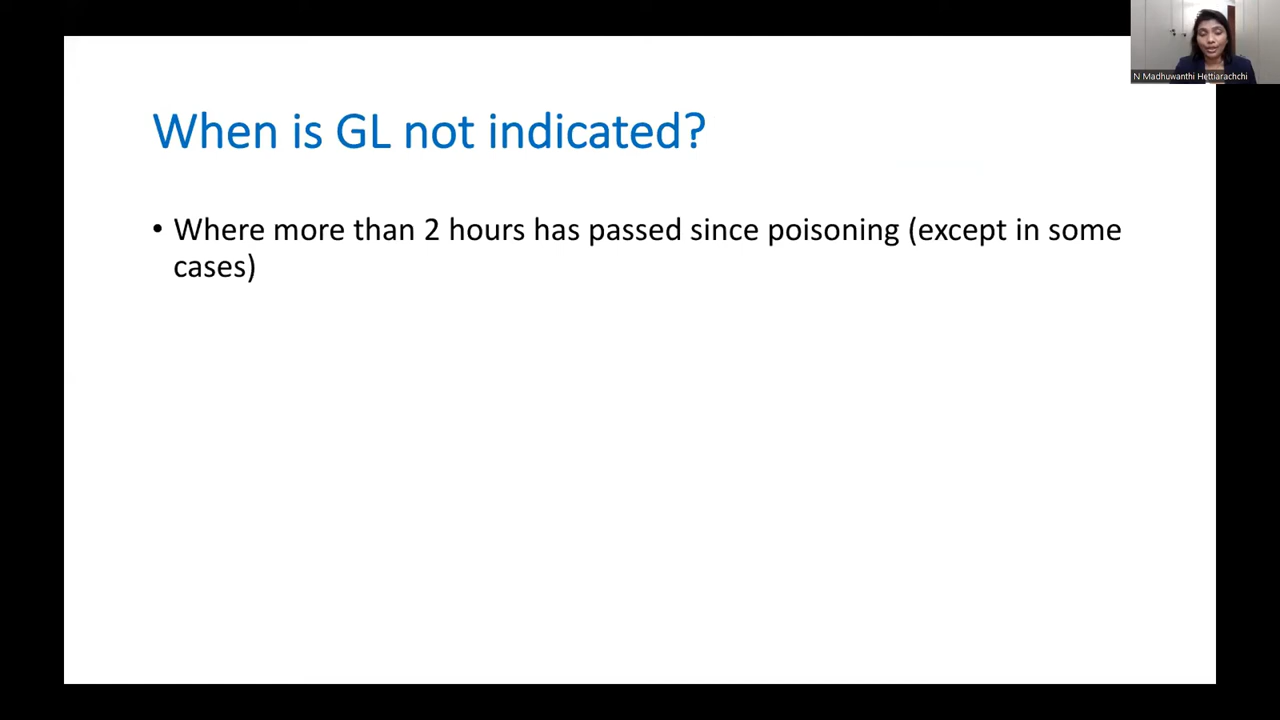 N Madhuwanthi Hettiarachchi
When is GL not indicated?
• Where more than 2 hours has passed since poisoning (except in some
cases)